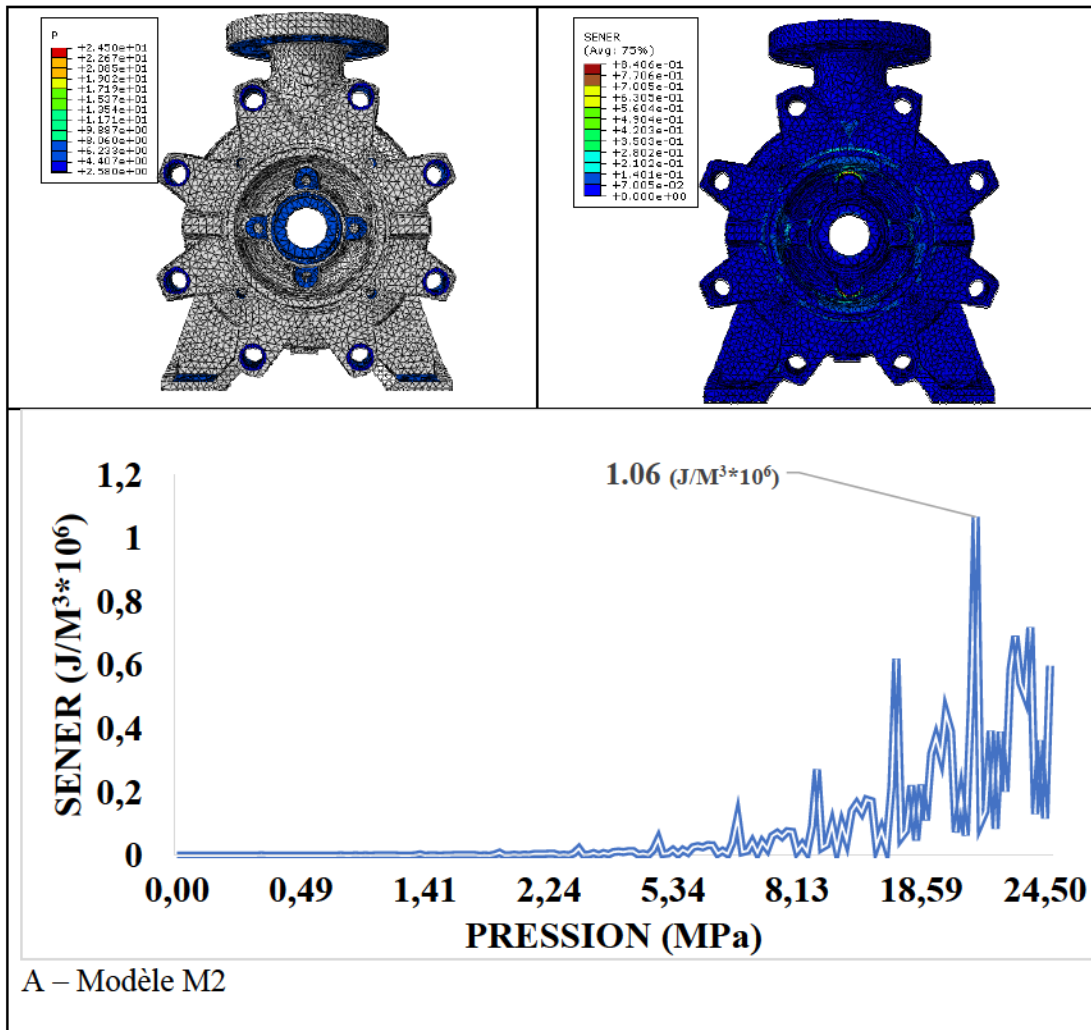 P
+2.450e+01
+2.267e+01
+2.085e+01
+1.902e+01
+1.719e+01
+1.537e+01
+1.354e+01
+1.171e+01
+9.887e+00
+8.060e+00
+6.233e+00
+4.407e+00
+2.580e+00
SENER
(Avg: 75%)
+8.406e-01
+7.706e-01
+7.005e-01
+6.305e-01
+5.604e-01
+4.904e-01
+4.203e-01
+3.503e-01
+2.802e-01
+2.102e-01
+1.401e-01
+7.005e-02
+0.000e+00
1.06 (J/M³*10⁶)
SENER (J/M³*10⁶)
1,2
1
0,8
0,6
0,4
0,2
0
0,00 0,49 1,41 2,24 5,34 8,13 18,59 24,50
PRESSION (MPa)
A – Modèle M2